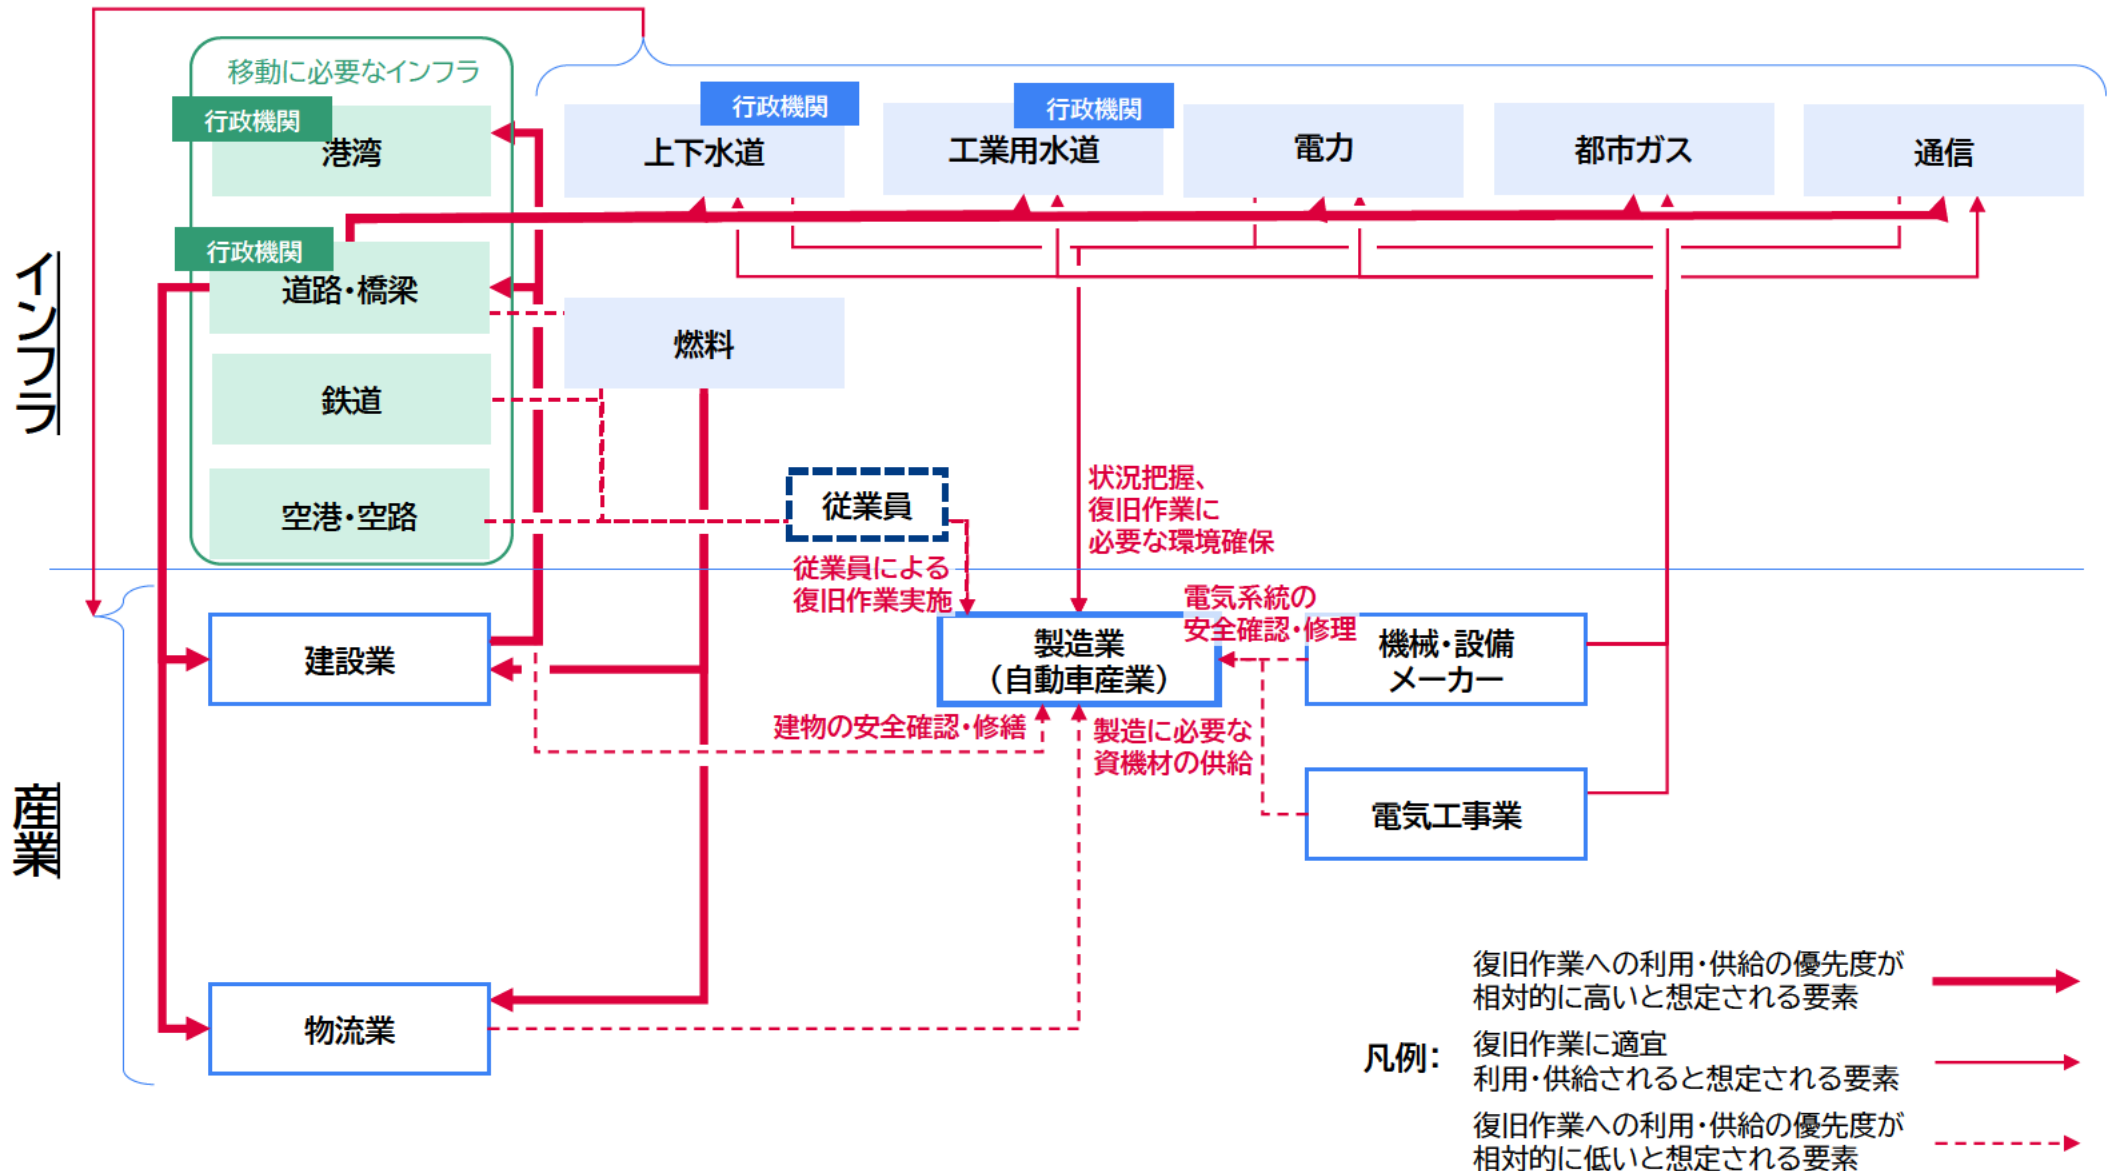 移動に必要なインフラ
行政機関
港湾
行政機関
上下水道
行政機関
工業用水道
電力
都市ガス
通信
インフラ
行政機関
道路・橋梁
燃料
鉄道
空港・空路
従業員
従業員による
復旧作業実施
状況把握、
復旧作業に
必要な環境確保
産業
建設業
製造業
（自動車産業）
電気系統の
安全確認・修理
機械・設備
メーカー
建物の安全確認・修繕
製造に必要な
資機材の供給
電気工事業
物流業
凡例：
復旧作業への利用・供給の優先度が
相対的に高いと想定される要素
復旧作業に適宜
利用・供給されると想定される要素
復旧作業への利用・供給の優先度が
相対的に低いと想定される要素